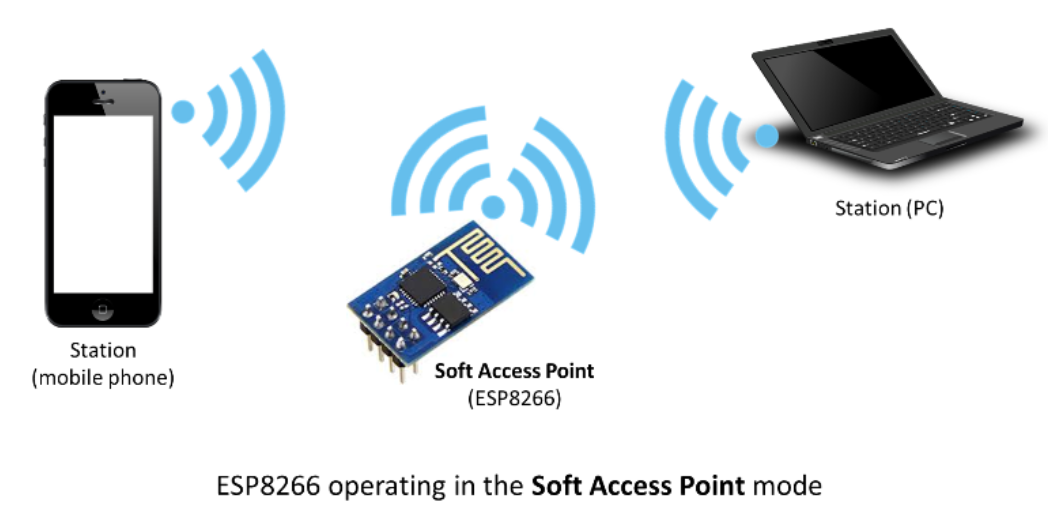 Station (PC)
Station
(mobile phone)
Soft Access Point
(ESP8266)
ESP8266 operating in the Soft Access Point mode